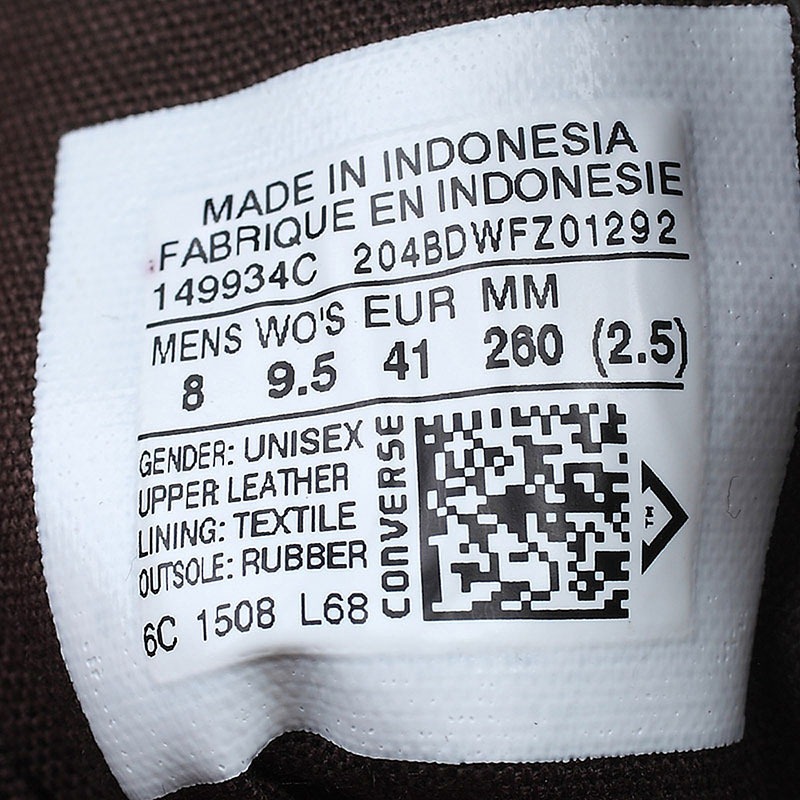 MADE IN INDONESIA
FABRIQUE EN INDONESIE
149934C 204BDWFZ01292
MENS WO'S EUR MM
8 9.5 41 260 (2.5)
GENDER: UNISEX
UPPER LEATHER
LINING: TEXTILE
OUTSOLE: RUBBER
6C 1508 L68
CONVERSE
TM